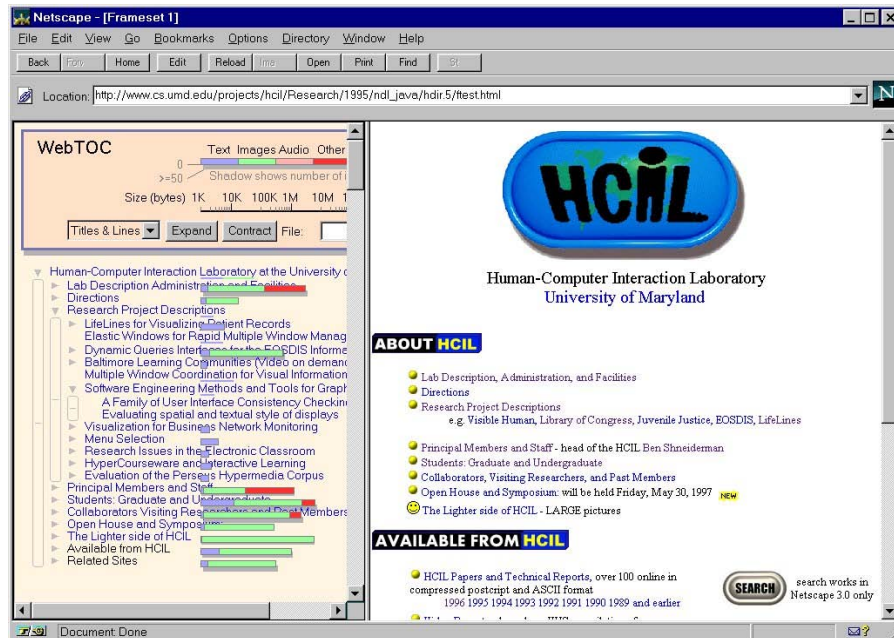 Netscape - [Frameset 1]
File Edit View Go Bookmarks Options Directory Window Help
Back Home Edit Reload Open Print Find
Location: http://www.cs.umd.edu/projects/hcil/Research/1995/ndl_java/hdir.5/ftest.html
N
WebTOC
Text Images Audio Other
0
>=50 Shadow shows number of
Size (bytes) 1K 10K 100K 1M 10M
Titles & Lines Expand Contract File:
Human-Computer Interaction Laboratory at the University
Lab Description Administration and Facilities
Directions
Research Project Descriptions
LifeLines for Visualizing Patient Records
Elastic Windows for Rapid Multiple Window Manag
Dynamic Queries Interfaces for the EOSDIS Informa
Baltimore Learning Communities (Video on deman
Multiple Window Coordination for Visual Information
Software Engineering Methods and Tools for Graph
A Family of User Interface Consistency Checkin
Evaluating spatial and textual style of displays
Visualization for Business Network Monitoring
Menu Selection
Research Issues in the Electronic Classroom
HyperCourseware and Interactive Learning
Evaluation of the Perseus Hypermedia Corpus
Principal Members and Staff
Students: Graduate and Undergraduate
Collaborators Visiting Researchers and Past Members
Open House and Symposium:
The Lighter side of HCIL
Available from HCIL
Related Sites
HCIL
Human-Computer Interaction Laboratory
University of Maryland
ABOUT HCIL
Lab Description, Administration, and Facilities
Directions
Research Project Descriptions
e.g. Visible Human, Library of Congress, Juvenile Justice, EOSDIS, LifeLines
Principal Members and Staff - head of the HCIL Ben Shneiderman
Students: Graduate and Undergraduate
Collaborators, Visiting Researchers, and Past Members
Open House and Symposium: will be held Friday, May 30, 1997 NEW
The Lighter side of HCIL - LARGE pictures
AVAILABLE FROM HCIL
HCIL Papers and Technical Reports, over 100 online in
compressed postcript and ASCII format
1996 1995 1994 1993 1992 1991 1990 1989 and earlier
SEARCH
search works in
Netscape 3.0 only
Document: Done